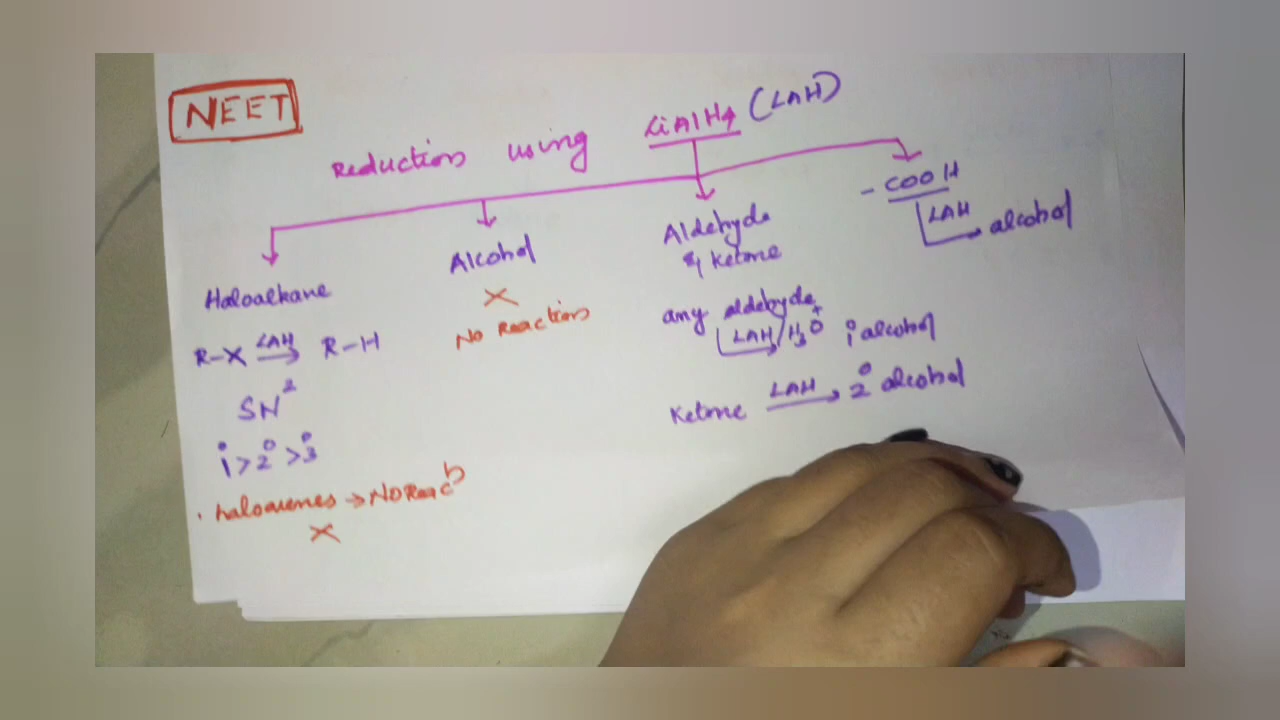 NEET
Reduction using LiAlH4 (LAH)
Haloalkane
R-X LAH→ R-H
SN2
1° > 2° > 3°
. haloarenes → No Reacn
X
Alcohol
X
No Reaction
Aldehyde
& Ketone
any aldehyde
LAH/H3O+ → 1° alcohol
Ketone LAH→ 2° alcohol
- COOH
LAH → alcohol